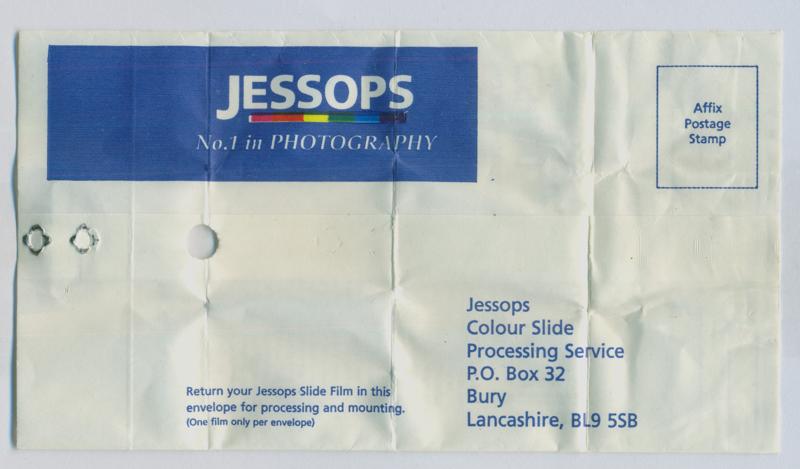 JESSOPS
No.1 in PHOTOGRAPHY
Affix
Postage
Stamp
Jessops
Colour Slide
Processing Service
P.O. Box 32
Bury
Lancashire, BL9 5SB
Return your Jessops Slide Film in this
envelope for processing and mounting.
(One film only per envelope)